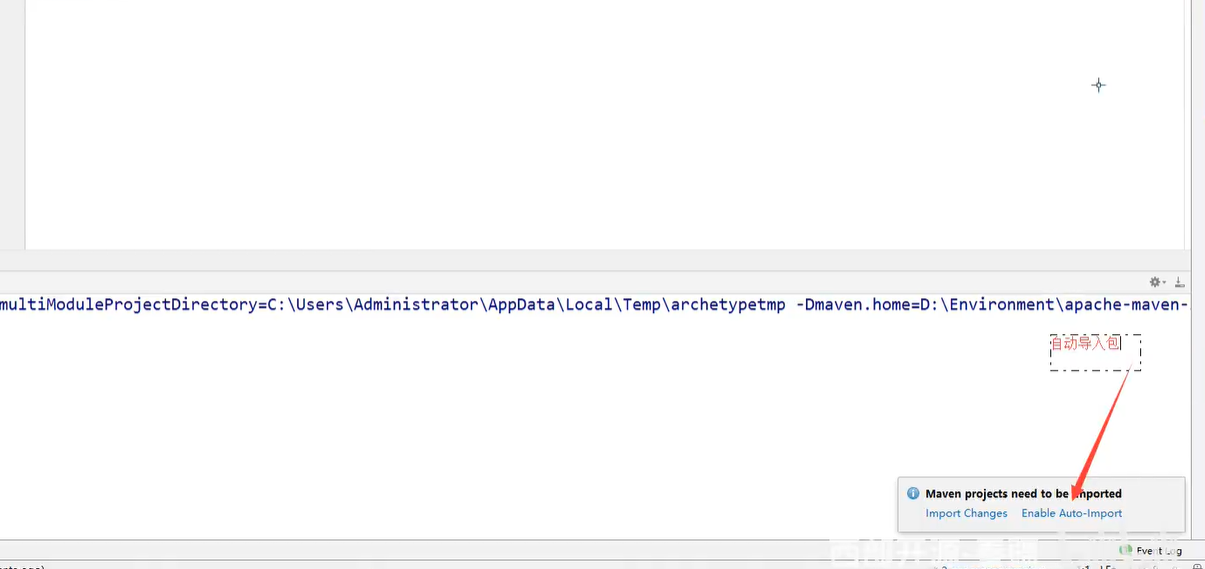 multiModuleProjectDirectory=C:\Users\Administrator\AppData\Local\Temp\archetypetmp -Dmaven.home=D:\Environment\apache-maven-
自动导入包
Maven projects need to be imported
Import Changes Enable Auto-Import
Event Log